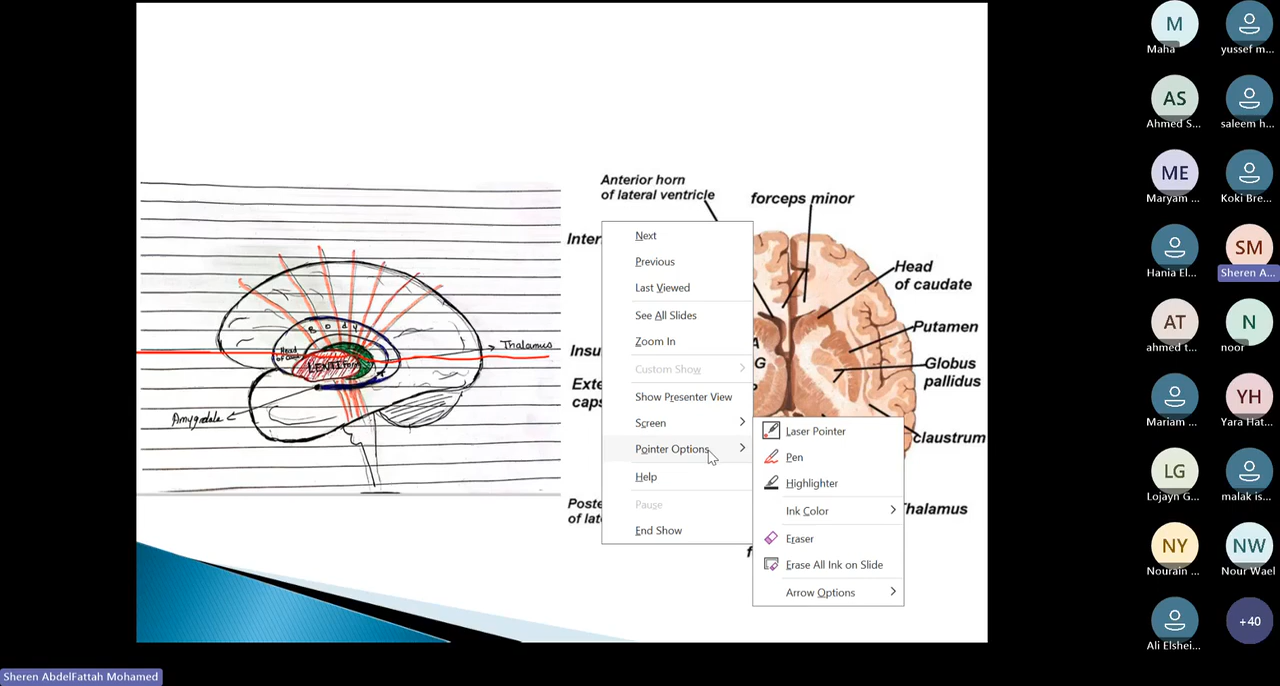 Anterior horn
of lateral ventricle
forceps minor
Head
of caudate
Putamen
Globus
pallidus
claustrum
Thalamus
BODY
Head
LENTI
Thalamus
Amygdale
Inter
Insu
Exte
caps
Poste
of late
A
G
Next
Previous
Last Viewed
See All Slides
Zoom In
Custom Show
Show Presenter View
Screen
Pointer Options
Help
Pause
End Show
Laser Pointer
Pen
Highlighter
Ink Color
Eraser
Erase All Ink on Slide
Arrow Options
M
Maha
yussef m...
AS
Ahmed S...
saleem h...
ME
Maryam ...
Koki Bre...
Hania El...
SM
Sheren A...
AT
ahmed t...
N
noor
Mariam ...
YH
Yara Hat...
LG
Lojayn G...
malak is...
NY
Nourain ...
NW
Nour Wael
Ali Elshei...
+40
Sheren AbdelFattah Mohamed